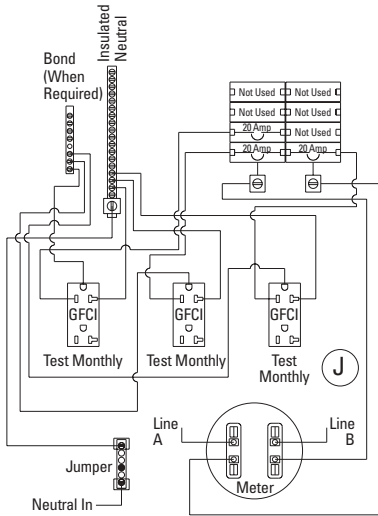 Insulated
Neutral
Bond
(When
Required)
Not Used Not Used
Not Used Not Used
20 Amp Not Used
20 Amp 20 Amp
GFCI GFCI GFCI
Test Monthly Test Monthly Test
Monthly
J
Line
A
Line
B
Jumper
Meter
Neutral In